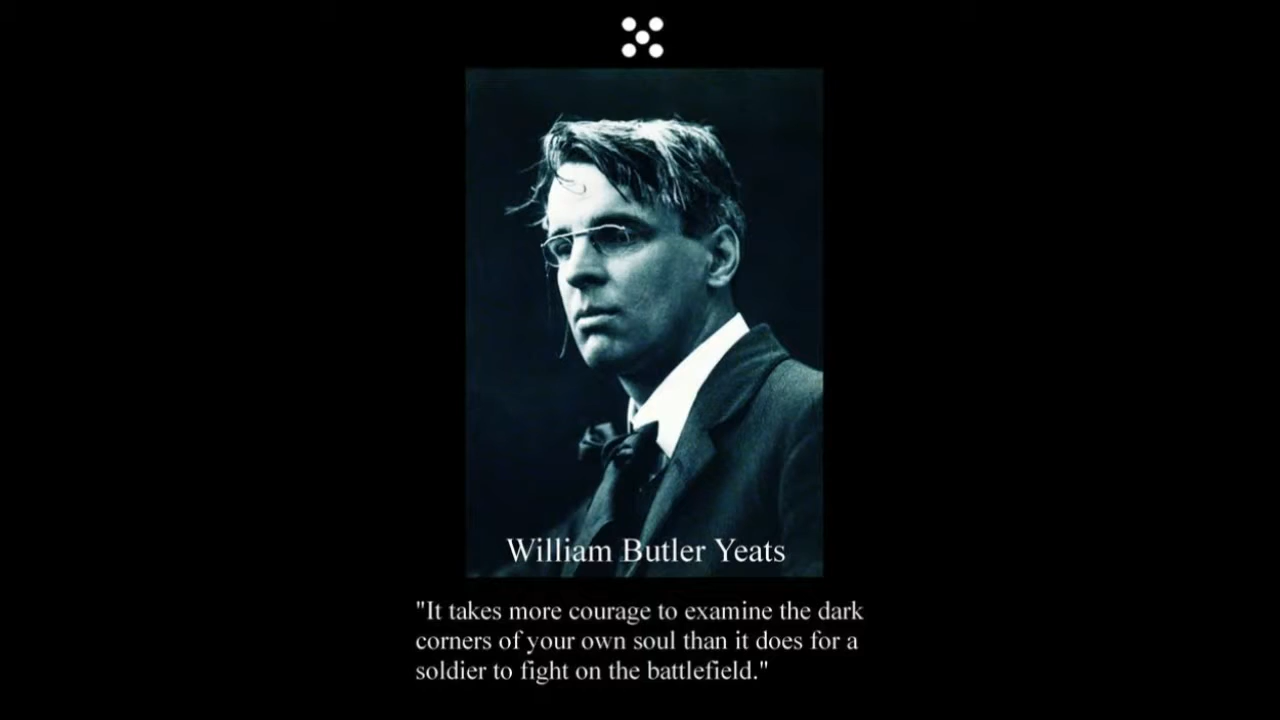 William Butler Yeats
"It takes more courage to examine the dark
corners of your own soul than it does for a
soldier to fight on the battlefield."